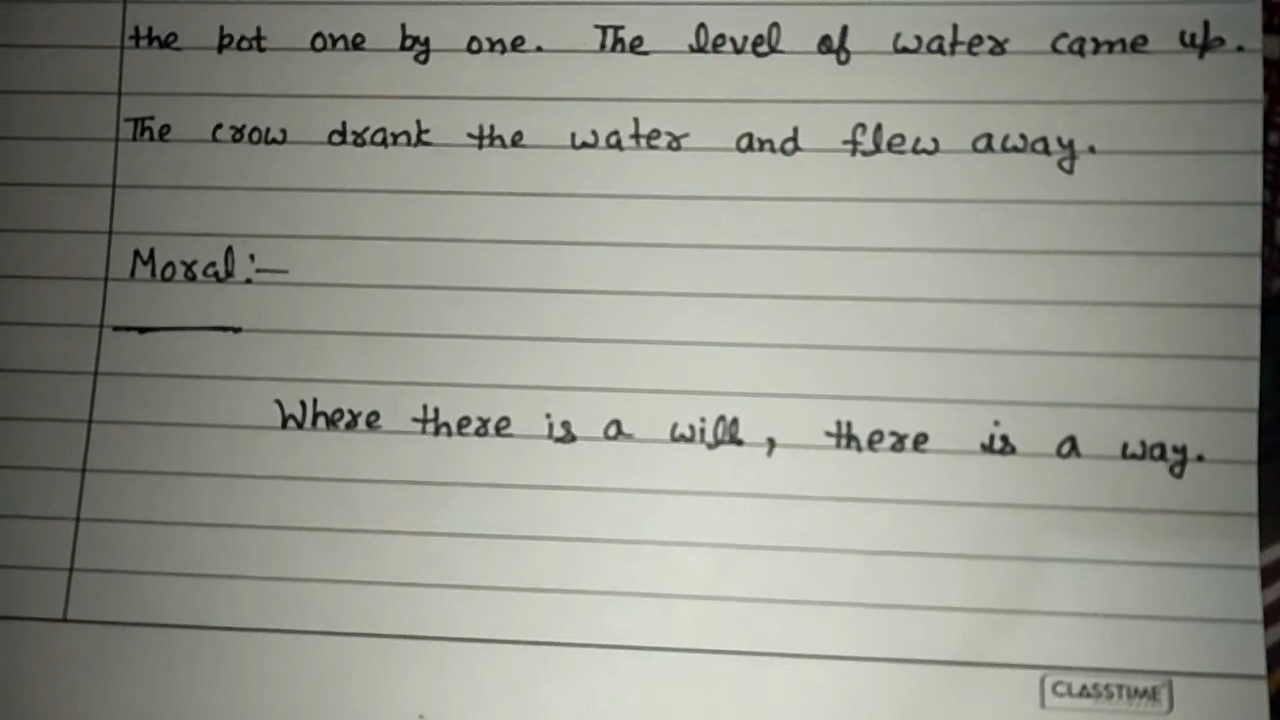 the pot one by one. The level of water came up.
The crow drank the water and flew away.
Moral:—
Where there is a will, there is a way.
CLASSTIME